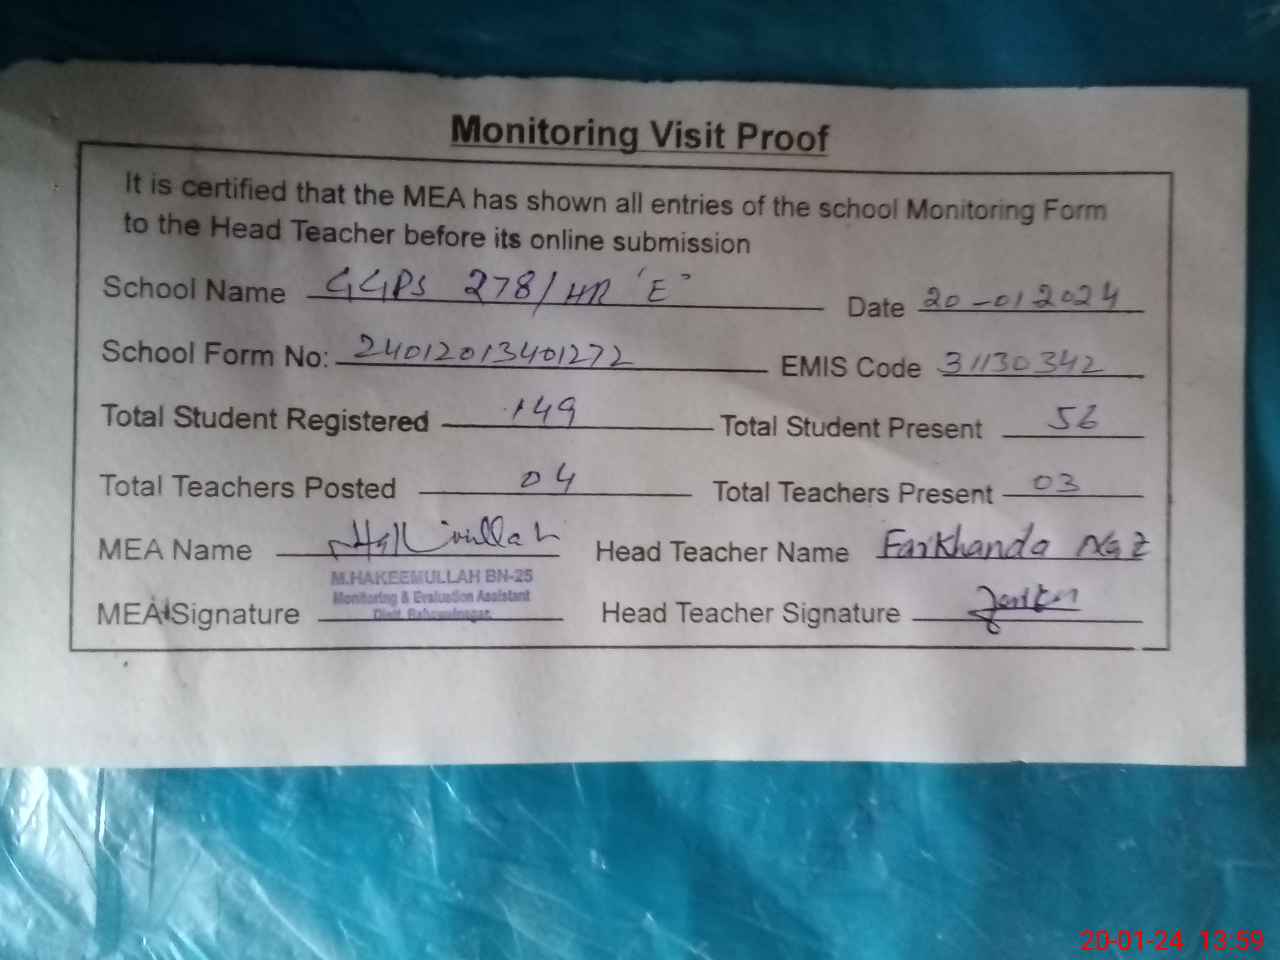 Monitoring Visit Proof
It is certified that the MEA has shown all entries of the school Monitoring Form
to the Head Teacher before its online submission
School Name GGPS 278/HR 'E' Date 20-01 2024
School Form No: 24012013401272 EMIS Code 31130342
Total Student Registered 149 Total Student Present 56
Total Teachers Posted 04 Total Teachers Present 03
MEA Name Head Teacher Name Farkhanda Naz
M.HAKEEMULLAH BN-25
Monitoring & Evaluation Assistant
Distt. Bahawalnagar
MEA Signature Head Teacher Signature
20-01-24 13:59